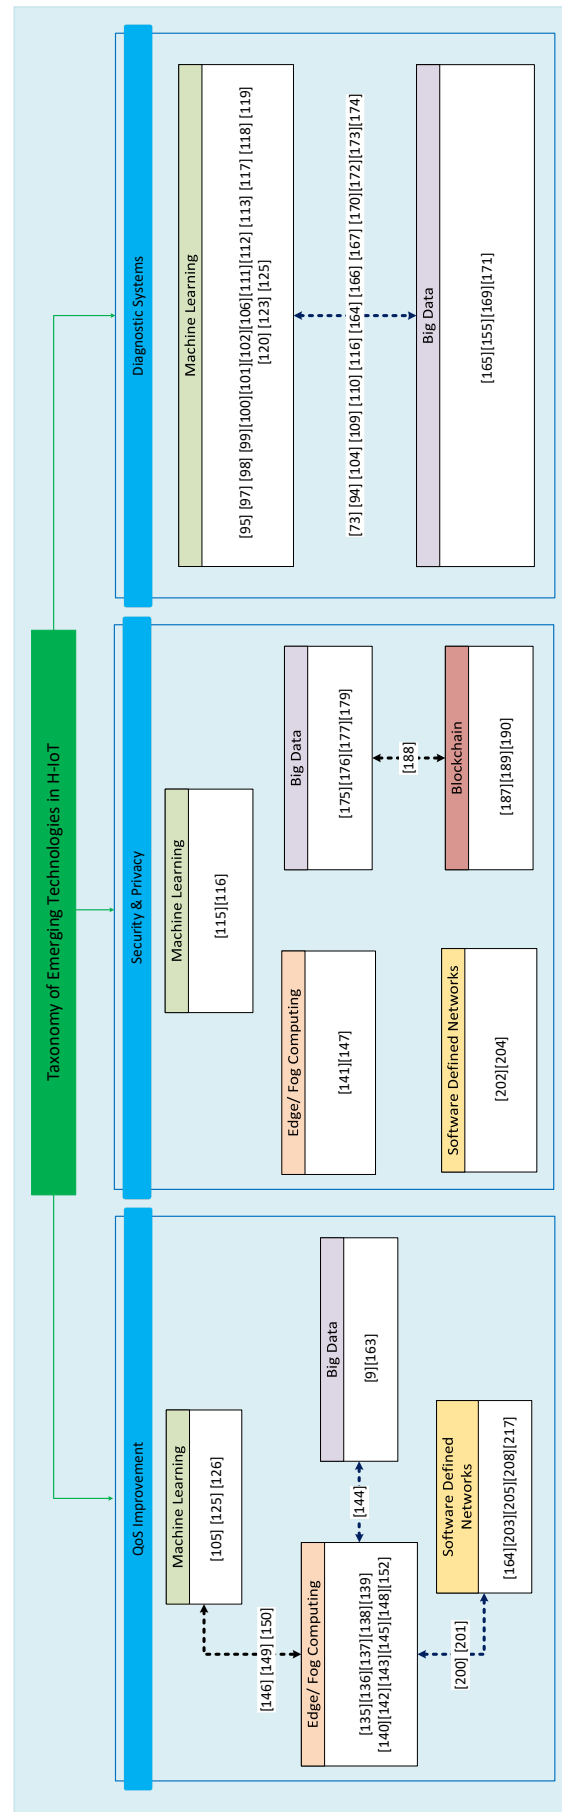 Taxonomy of Emerging Technologies in H-IoT
QoS Improvement
Machine Learning
[105] [125] [126]
[146] [149] [150]
Edge/ Fog Computing
[135][136][137][138][139]
[140][142][143][145][148][152]
[144]
Big Data
[9][163]
[200] [201]
Software Defined
Networks
[164][203][205][208][217]
Security & Privacy
Machine Learning
[115][116]
Edge/ Fog Computing
[141][147]
Big Data
[175][176][177][179]
[188]
Software Defined Networks
[202][204]
Blockchain
[187][189][190]
Diagnostic Systems
Machine Learning
[95] [97] [98] [99][100][101][102][106][111][112] [113] [117] [118] [119]
[120] [123] [125]
[73] [94] [104] [109] [110] [116] [164] [166] [167] [170][172][173][174]
Big Data
[165][155][169][171]